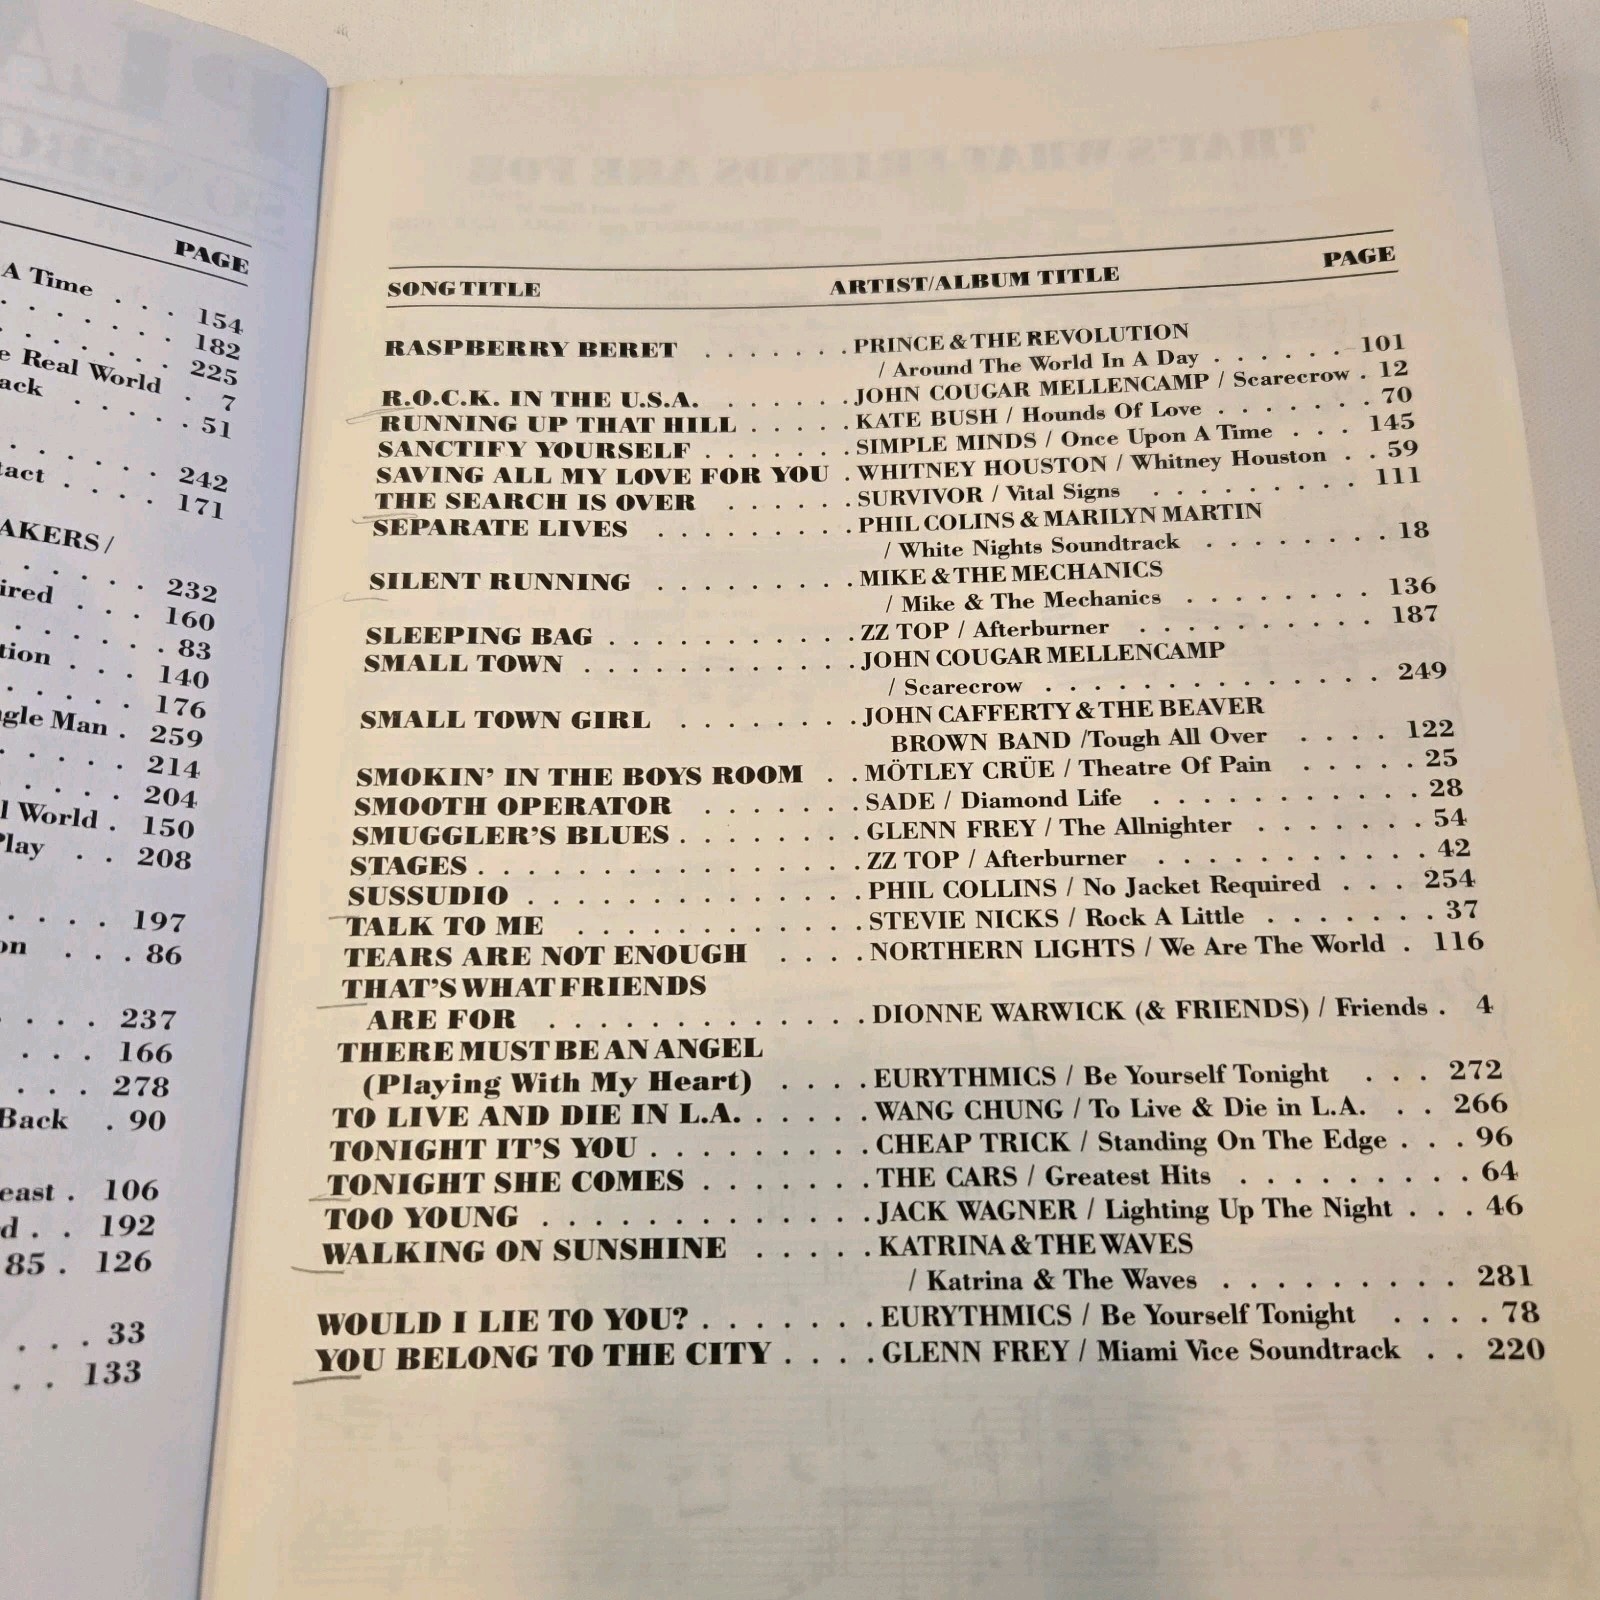 PAGE
A Time . . . 154
182
225
e Real World . 7
ack . . . . . 51
242
tact . . . . 171
AKERS/
232
ired . . . 160
83
tion . . . 140
176
ngle Man . 259
214
204
l World . 150
Play . . 208
197
on . . . 86
237
166
278
Back . 90
east . 106
d . . 192
85 . 126
33
133
THAT'S WHAT FRIENDS ARE FOR
SONG TITLE ARTIST/ALBUM TITLE PAGE
RASPBERRY BERET . . . . . . . PRINCE & THE REVOLUTION
/ Around The World In A Day . . . . . . 101
R.O.C.K. IN THE U.S.A. . . . . . . JOHN COUGAR MELLENCAMP / Scarecrow . 12
RUNNING UP THAT HILL . . . . . KATE BUSH / Hounds Of Love . . . . . . . 70
SANCTIFY YOURSELF . . . . . . . SIMPLE MINDS / Once Upon A Time . . . 145
SAVING ALL MY LOVE FOR YOU . WHITNEY HOUSTON / Whitney Houston . . 59
THE SEARCH IS OVER . . . . . . SURVIVOR / Vital Signs . . . . . . . . . 111
SEPARATE LIVES . . . . . . . . . PHIL COLINS & MARILYN MARTIN
/ White Nights Soundtrack . . . . . . . . 18
SILENT RUNNING . . . . . . . . . MIKE & THE MECHANICS
/ Mike & The Mechanics . . . . . . . . 136
SLEEPING BAG . . . . . . . . . . . ZZ TOP / Afterburner . . . . . . . . . . 187
SMALL TOWN . . . . . . . . . . . . JOHN COUGAR MELLENCAMP
/ Scarecrow . . . . . . . . . . . . . . 249
SMALL TOWN GIRL . . . . . . . . JOHN CAFFERTY & THE BEAVER
BROWN BAND /Tough All Over . . . . 122
SMOKIN' IN THE BOYS ROOM . . MÖTLEY CRÜE / Theatre Of Pain . . . . . 25
SMOOTH OPERATOR . . . . . . SADE / Diamond Life . . . . . . . . . . . 28
SMUGGLER'S BLUES . . . . . . . GLENN FREY / The Allnighter . . . . . . . 54
STAGES . . . . . . . . . . . . . . ZZ TOP / Afterburner . . . . . . . . . . . 42
SUSSUDIO . . . . . . . . . . . . . PHIL COLLINS / No Jacket Required . . . 254
TALK TO ME . . . . . . . . . . . STEVIE NICKS / Rock A Little . . . . . . . 37
TEARS ARE NOT ENOUGH . . . . NORTHERN LIGHTS / We Are The World . 116
THAT'S WHAT FRIENDS
ARE FOR . . . . . . . . . . . . . DIONNE WARWICK (& FRIENDS) / Friends . 4
THERE MUST BE AN ANGEL
(Playing With My Heart) . . . . EURYTHMICS / Be Yourself Tonight . . . 272
TO LIVE AND DIE IN L.A. . . . . . WANG CHUNG / To Live & Die in L.A. . . 266
TONIGHT IT'S YOU . . . . . . . . . CHEAP TRICK / Standing On The Edge . . . 96
TONIGHT SHE COMES . . . . . . . THE CARS / Greatest Hits . . . . . . . . . 64
TOO YOUNG . . . . . . . . . . . . . JACK WAGNER / Lighting Up The Night . . . 46
WALKING ON SUNSHINE . . . . . KATRINA & THE WAVES
/ Katrina & The Waves . . . . . . . . . 281
WOULD I LIE TO YOU? . . . . . . . EURYTHMICS / Be Yourself Tonight . . . . 78
YOU BELONG TO THE CITY . . . . GLENN FREY / Miami Vice Soundtrack . . 220